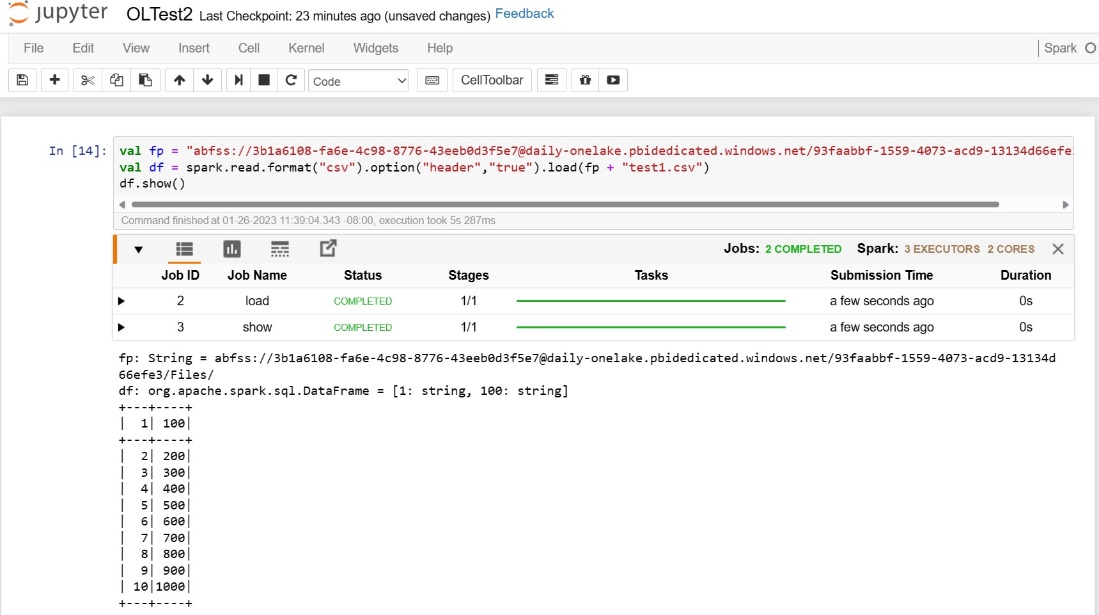 jupyter OLTest2 Last Checkpoint: 23 minutes ago (unsaved changes) Feedback
File Edit View Insert Cell Kernel Widgets Help Spark
Code CellToolbar
In [14]: val fp = "abfss://3b1a6108-fa6e-4c98-8776-43eeb0d3f5e7@daily-onelake.pbidedicated.windows.net/93faabbf-1559-4073-acd9-13134d66efe
val df = spark.read.format("csv").option("header","true").load(fp + "test1.csv")
df.show()
Command finished at 01-26-2023 11:39:04.343 -08:00, execution took 5s 287ms
Jobs: 2 COMPLETED Spark: 3 EXECUTORS 2 CORES
Job ID Job Name Status Stages Tasks Submission Time Duration
2 load COMPLETED 1/1 a few seconds ago 0s
3 show COMPLETED 1/1 a few seconds ago 0s
fp: String = abfss://3b1a6108-fa6e-4c98-8776-43eeb0d3f5e7@daily-onelake.pbidedicated.windows.net/93faabbf-1559-4073-acd9-13134d
66efe3/Files/
df: org.apache.spark.sql.DataFrame = [1: string, 100: string]
+---+----+
|  1| 100|
+---+----+
|  2| 200|
|  3| 300|
|  4| 400|
|  5| 500|
|  6| 600|
|  7| 700|
|  8| 800|
|  9| 900|
| 10|1000|
+---+----+